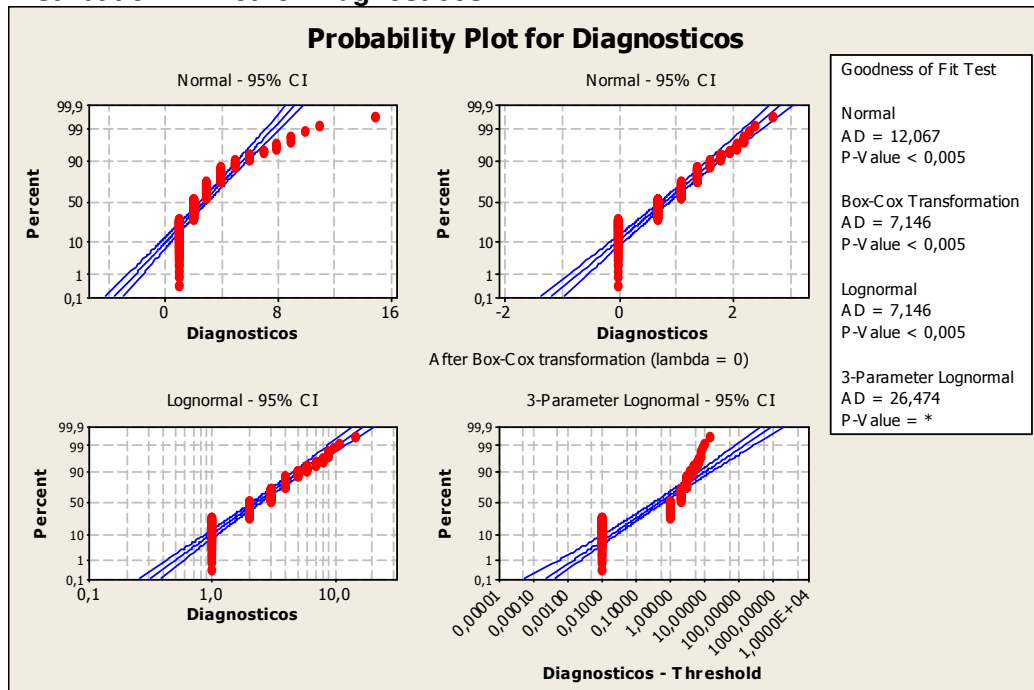 Probability Plot for Diagnosticos
Normal - 95% CI
99,9
99
90
50
10
1
0,1
Percent
0 8 16
Diagnosticos
Normal - 95% CI
99,9
99
90
50
10
1
0,1
Percent
-2 0 2
Diagnosticos
After Box-Cox transformation (lambda = 0)
Lognormal - 95% CI
99,9
99
90
50
10
1
0,1
Percent
0,1 1,0 10,0
Diagnosticos
3-Parameter Lognormal - 95% CI
99,9
99
90
50
10
1
0,1
Percent
0,00001 0,00010 0,00100 0,01000 0,10000 1,00000 10,00000 100,00000 1000,00000 1,0000E+04
Diagnosticos - Threshold
Goodness of Fit Test
Normal
AD = 12,067
P-Value < 0,005
Box-Cox Transformation
AD = 7,146
P-Value < 0,005
Lognormal
AD = 7,146
P-Value < 0,005
3-Parameter Lognormal
AD = 26,474
P-Value = *